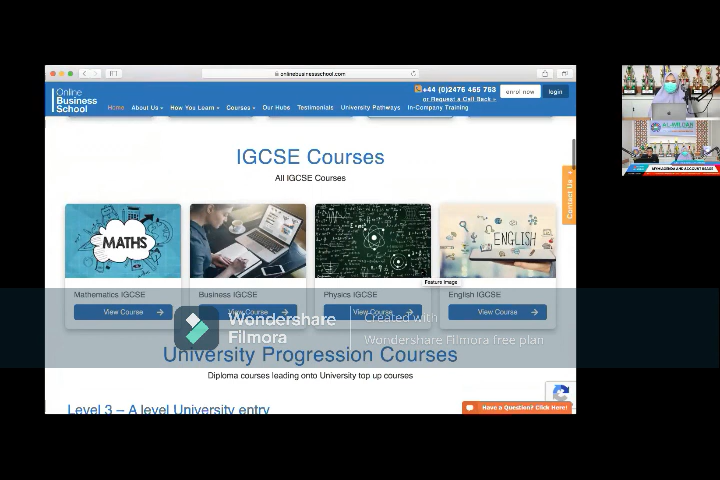 onlinebusinessschool.com
Online
Business
School
+44 (0)2476 465 763
or Request a Call Back
enrol now
login
Home About Us How You Learn Courses Our Hubs Testimonials University Pathways In-Company Training
IGCSE Courses
All IGCSE Courses
Contact Us
MATHS
ENGLISH
Feature Image
Mathematics IGCSE
Business IGCSE
Physics IGCSE
English IGCSE
View Course
View Course
View Course
View Course
Wondershare
Filmora
Created with
Wondershare Filmora free plan
University Progression Courses
Diploma courses leading onto University top up courses
Level 3 – A level University entry
Have a Question? Click Here!